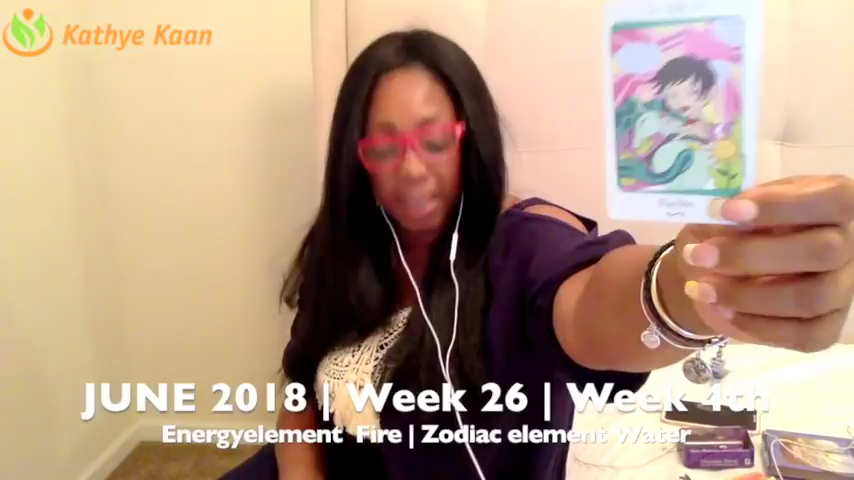 Kathye Kaan
JUNE 2018 | Week 26 | Week 4th
Energyelement Fire | Zodiac element Water